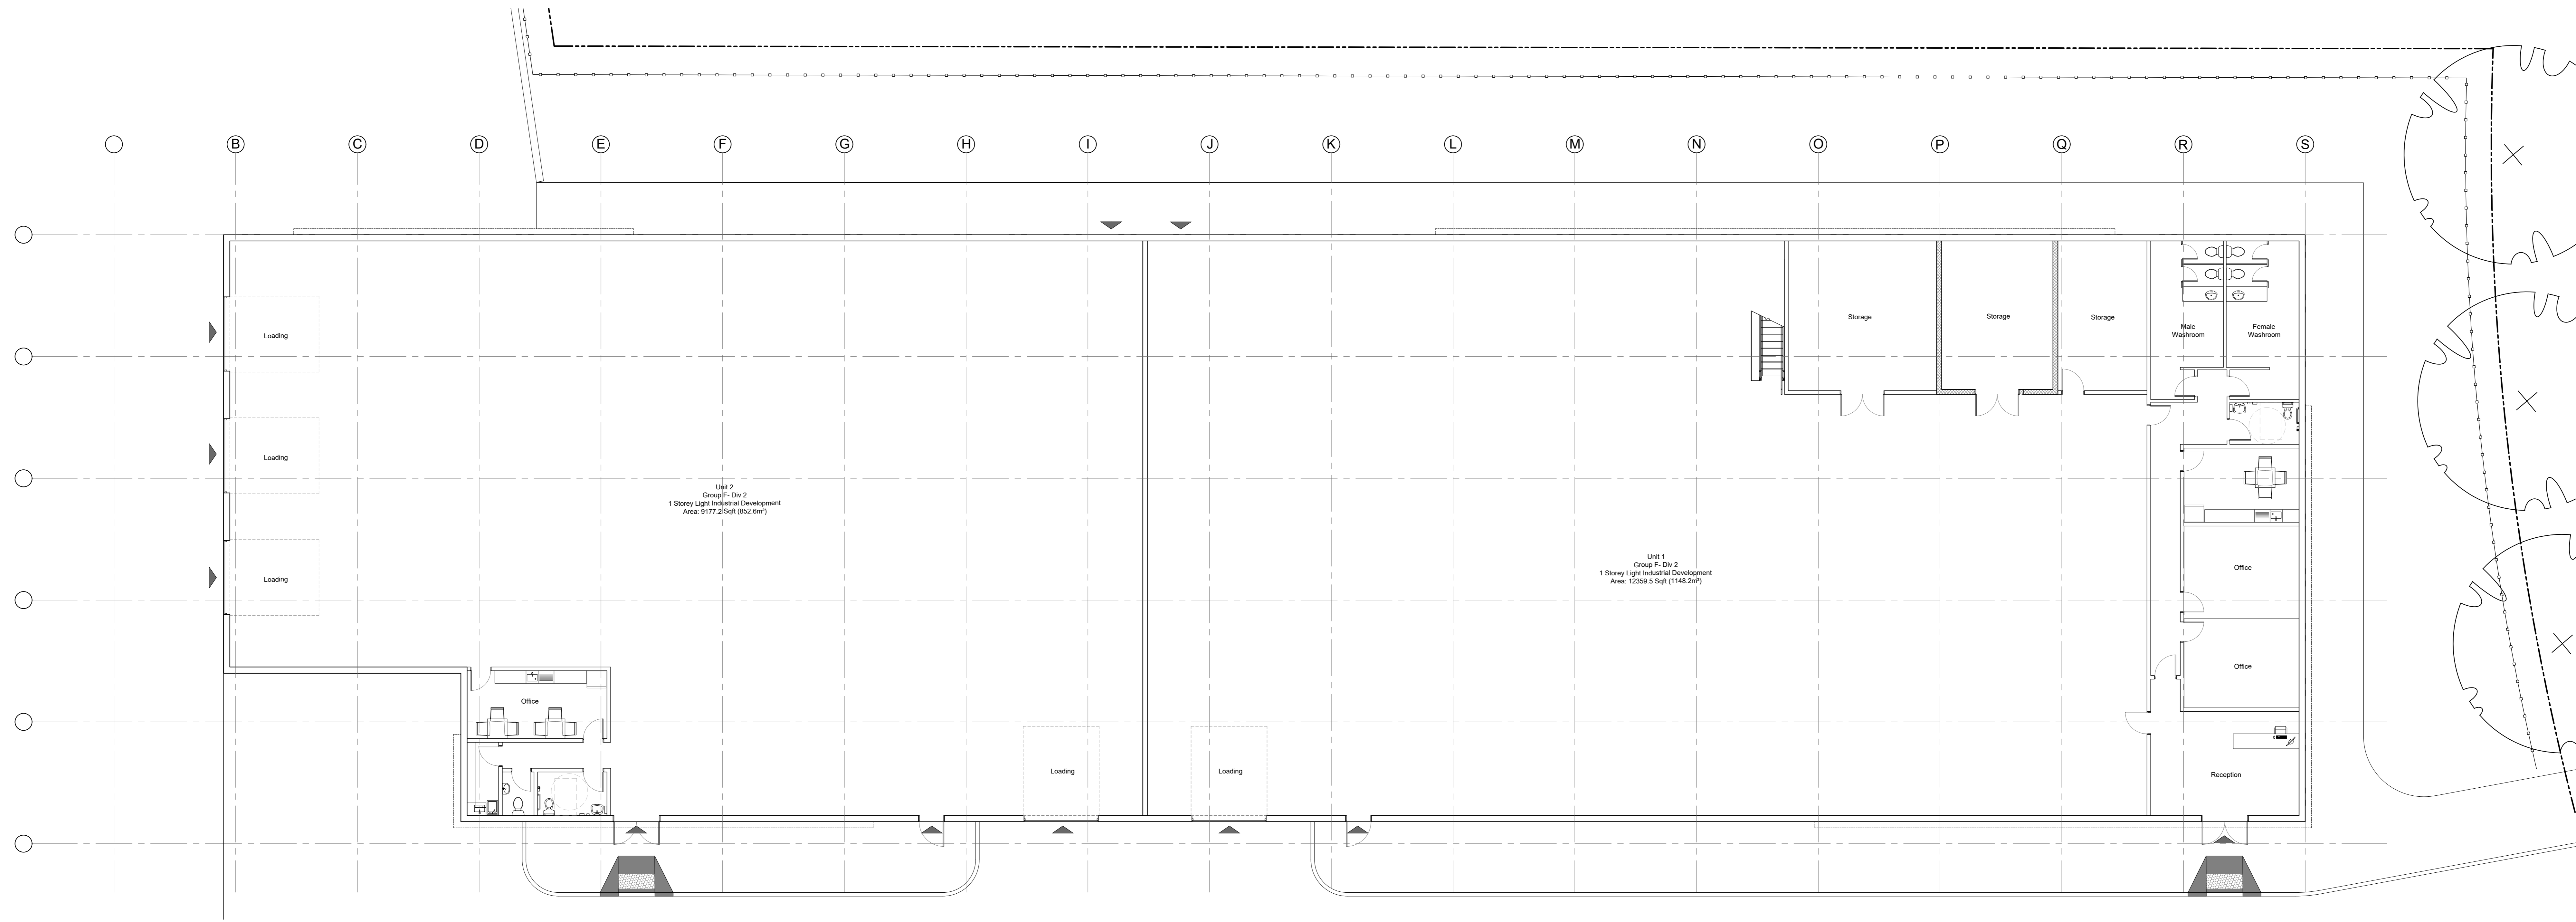 B
C
D
E
F
G
H
I
J
K
L
M
N
O
P
Q
R
S
Loading
Storage
Storage
Storage
Male
Washroom
Female
Washroom
Loading
Unit 2
Group F- Div 2
1 Storey Light Industrial Development
Area: 9177.2 Sqft (852.6m²)
Unit 1
Group F- Div 2
1 Storey Light Industrial Development
Area: 12359.5 Sqft (1148.2m²)
Office
Loading
Office
Office
Loading
Loading
Reception